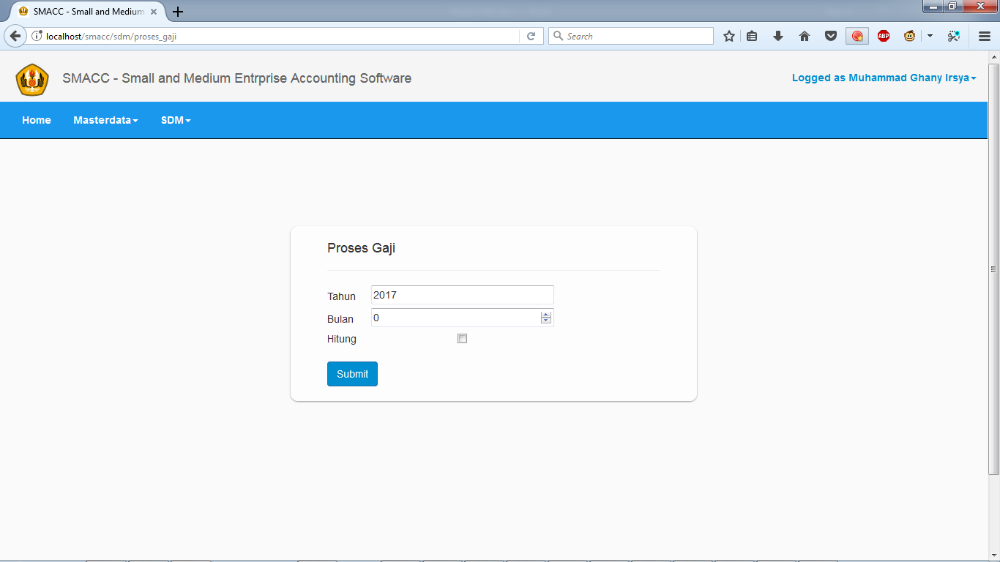 SMACC - Small and Medium
localhost/smacc/sdm/proses_gaji
Search
ABP
SMACC - Small and Medium Entrprise Accounting Software
Logged as Muhammad Ghany Irsya
Home Masterdata SDM
Proses Gaji
Tahun 2017
Bulan 0
Hitung
Submit